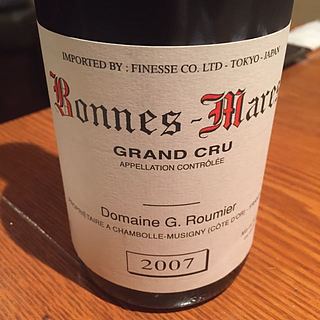 IMPORTED BY : FINESSE CO. LTD - TOKYO - JAPAN
Bonnes-Mares
GRAND CRU
APPELLATION CONTRÔLÉE
Domaine G. Roumier
PROPRIÉTAIRE A CHAMBOLLE-MUSIGNY (CÔTE D'OR)
2007